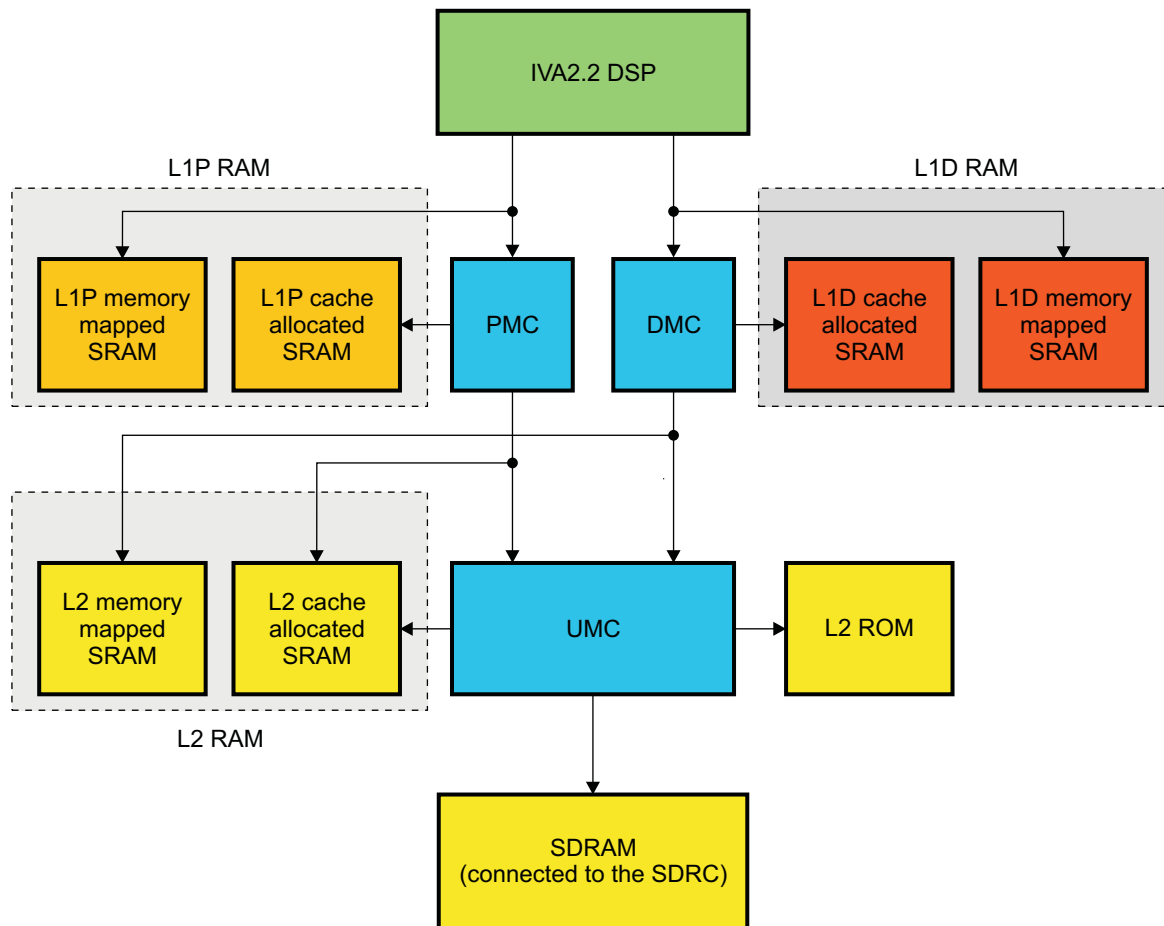 IVA2.2 DSP
L1P RAM
L1D RAM
L1P memory
mapped
SRAM
L1P cache
allocated
SRAM
PMC
DMC
L1D cache
allocated
SRAM
L1D memory
mapped
SRAM
L2 memory
mapped
SRAM
L2 cache
allocated
SRAM
UMC
L2 ROM
L2 RAM
SDRAM
(connected to the SDRC)